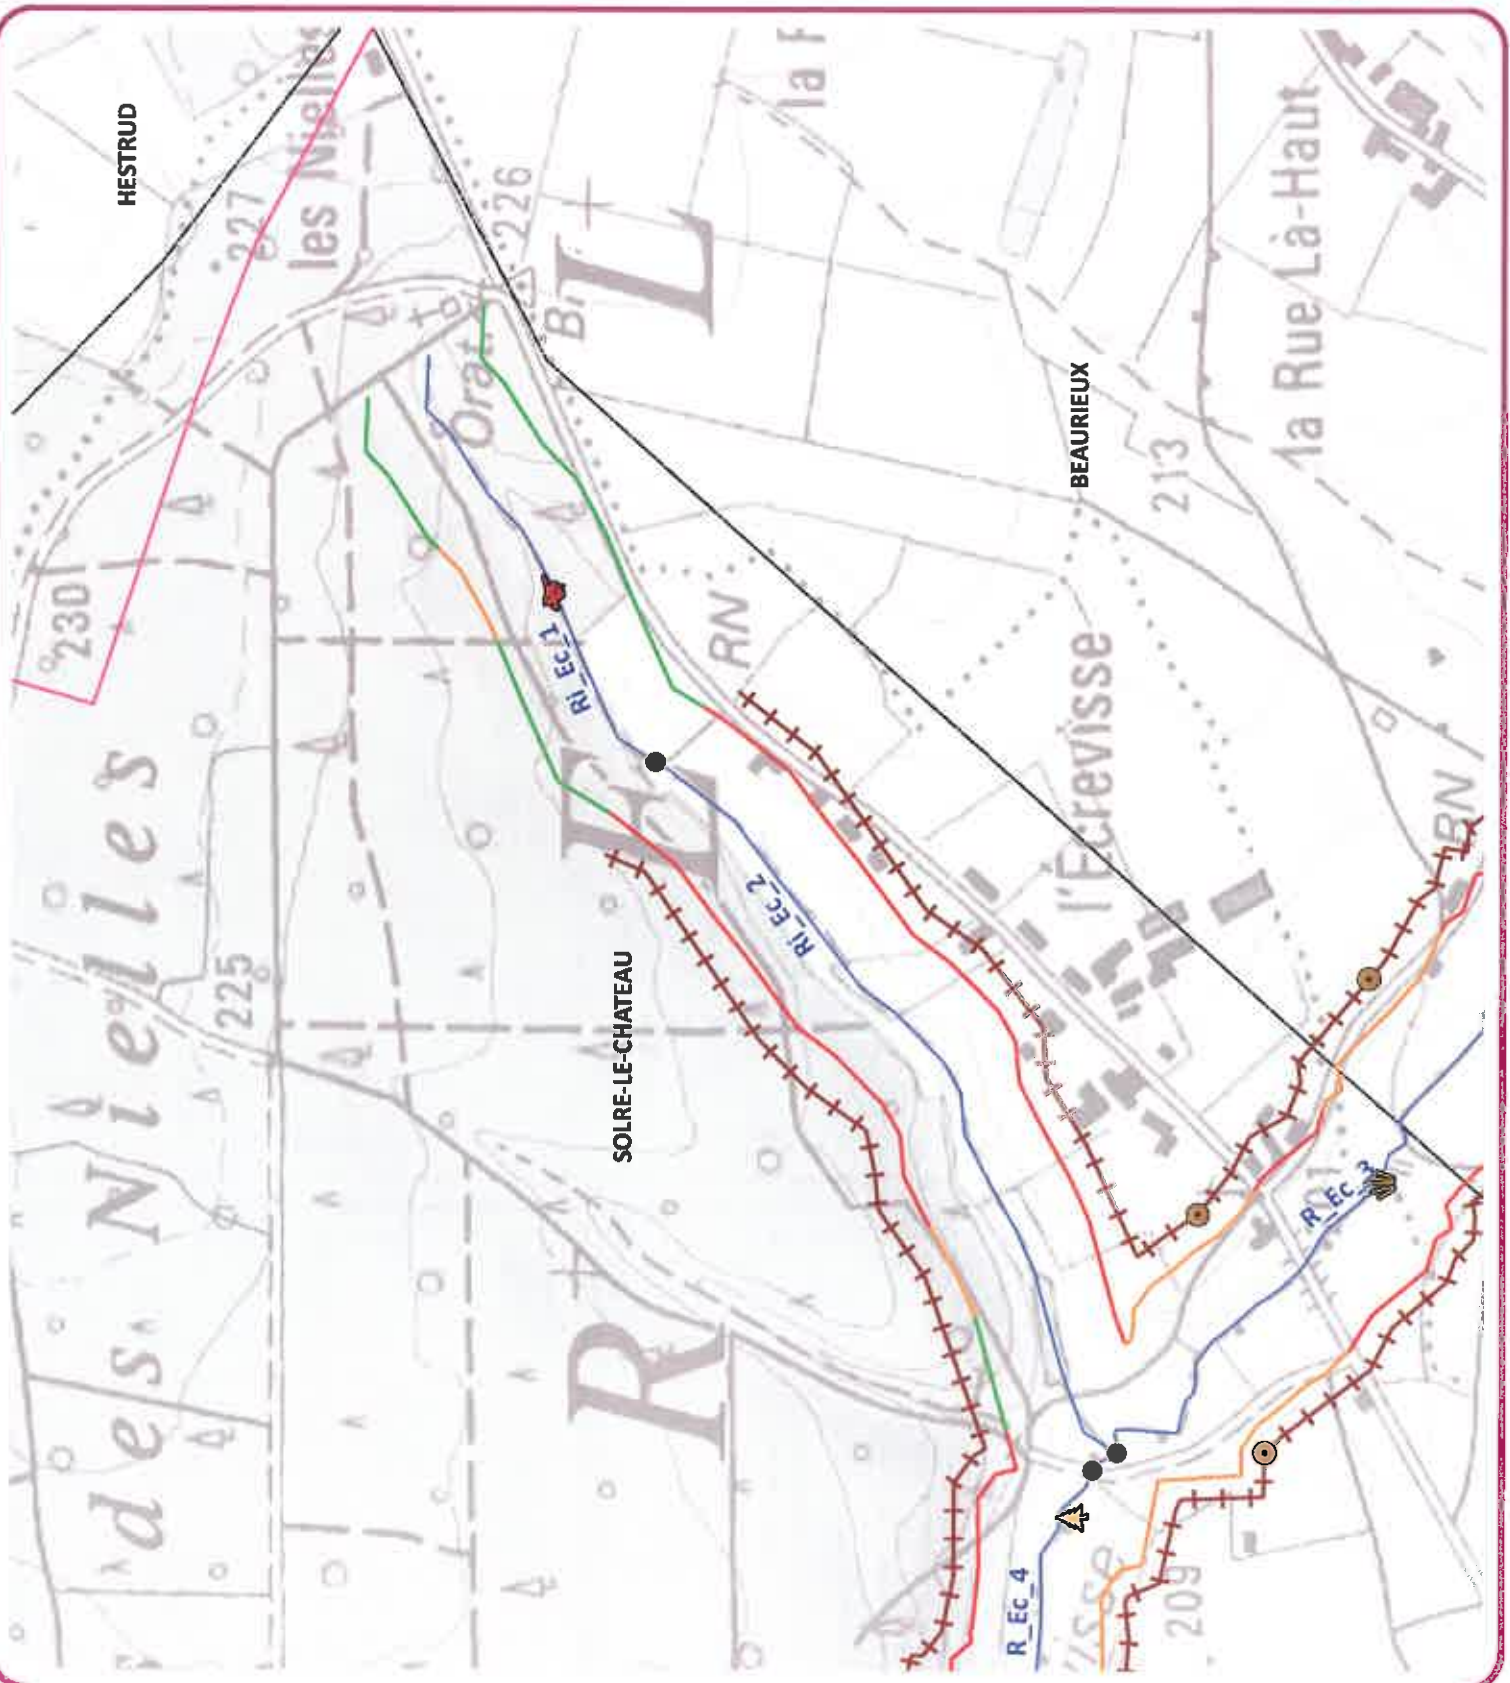 HESTRUD
227
les Nielles
226
la F
230
Orat.
B.
L
1a Rue Là-Haut
BEAURIEUX
213
Ri_Ec_1
RN
l'Ecrevisse
E
Ri_Ec_2
RN
des Nielles
225
SOLRE-LE-CHATEAU
R
R_Ec_3
R_Ec_4
209